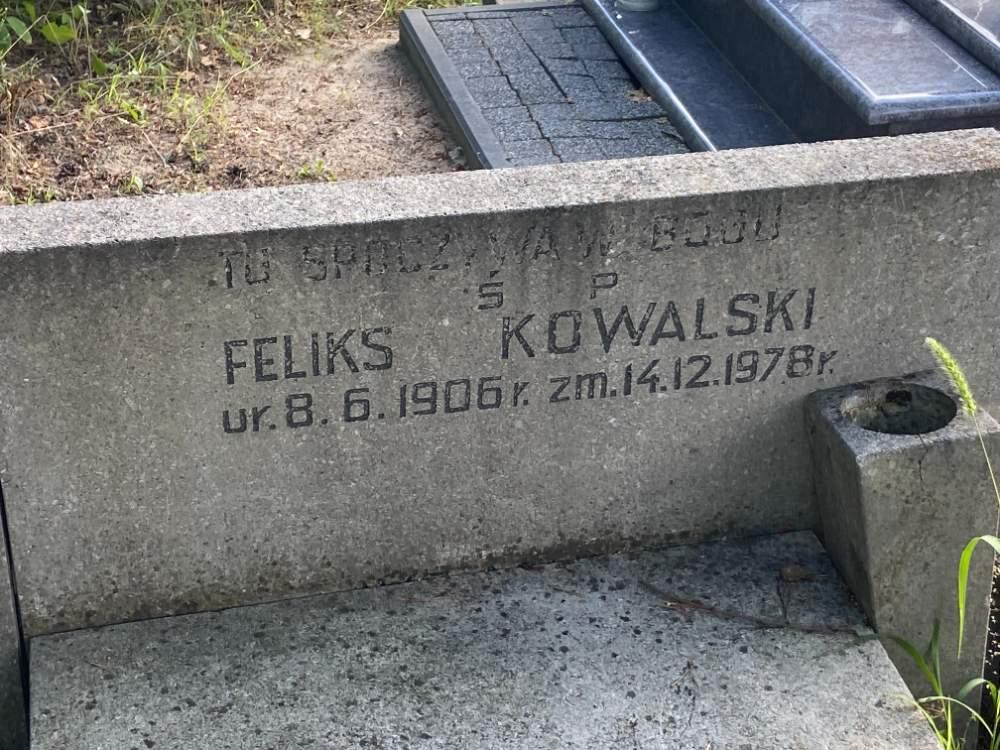 TU SPOCZYWA W BOGU
Ś P
FELIKS KOWALSKI
ur. 8. 6. 1906 r. zm. 14.12.1978 r.